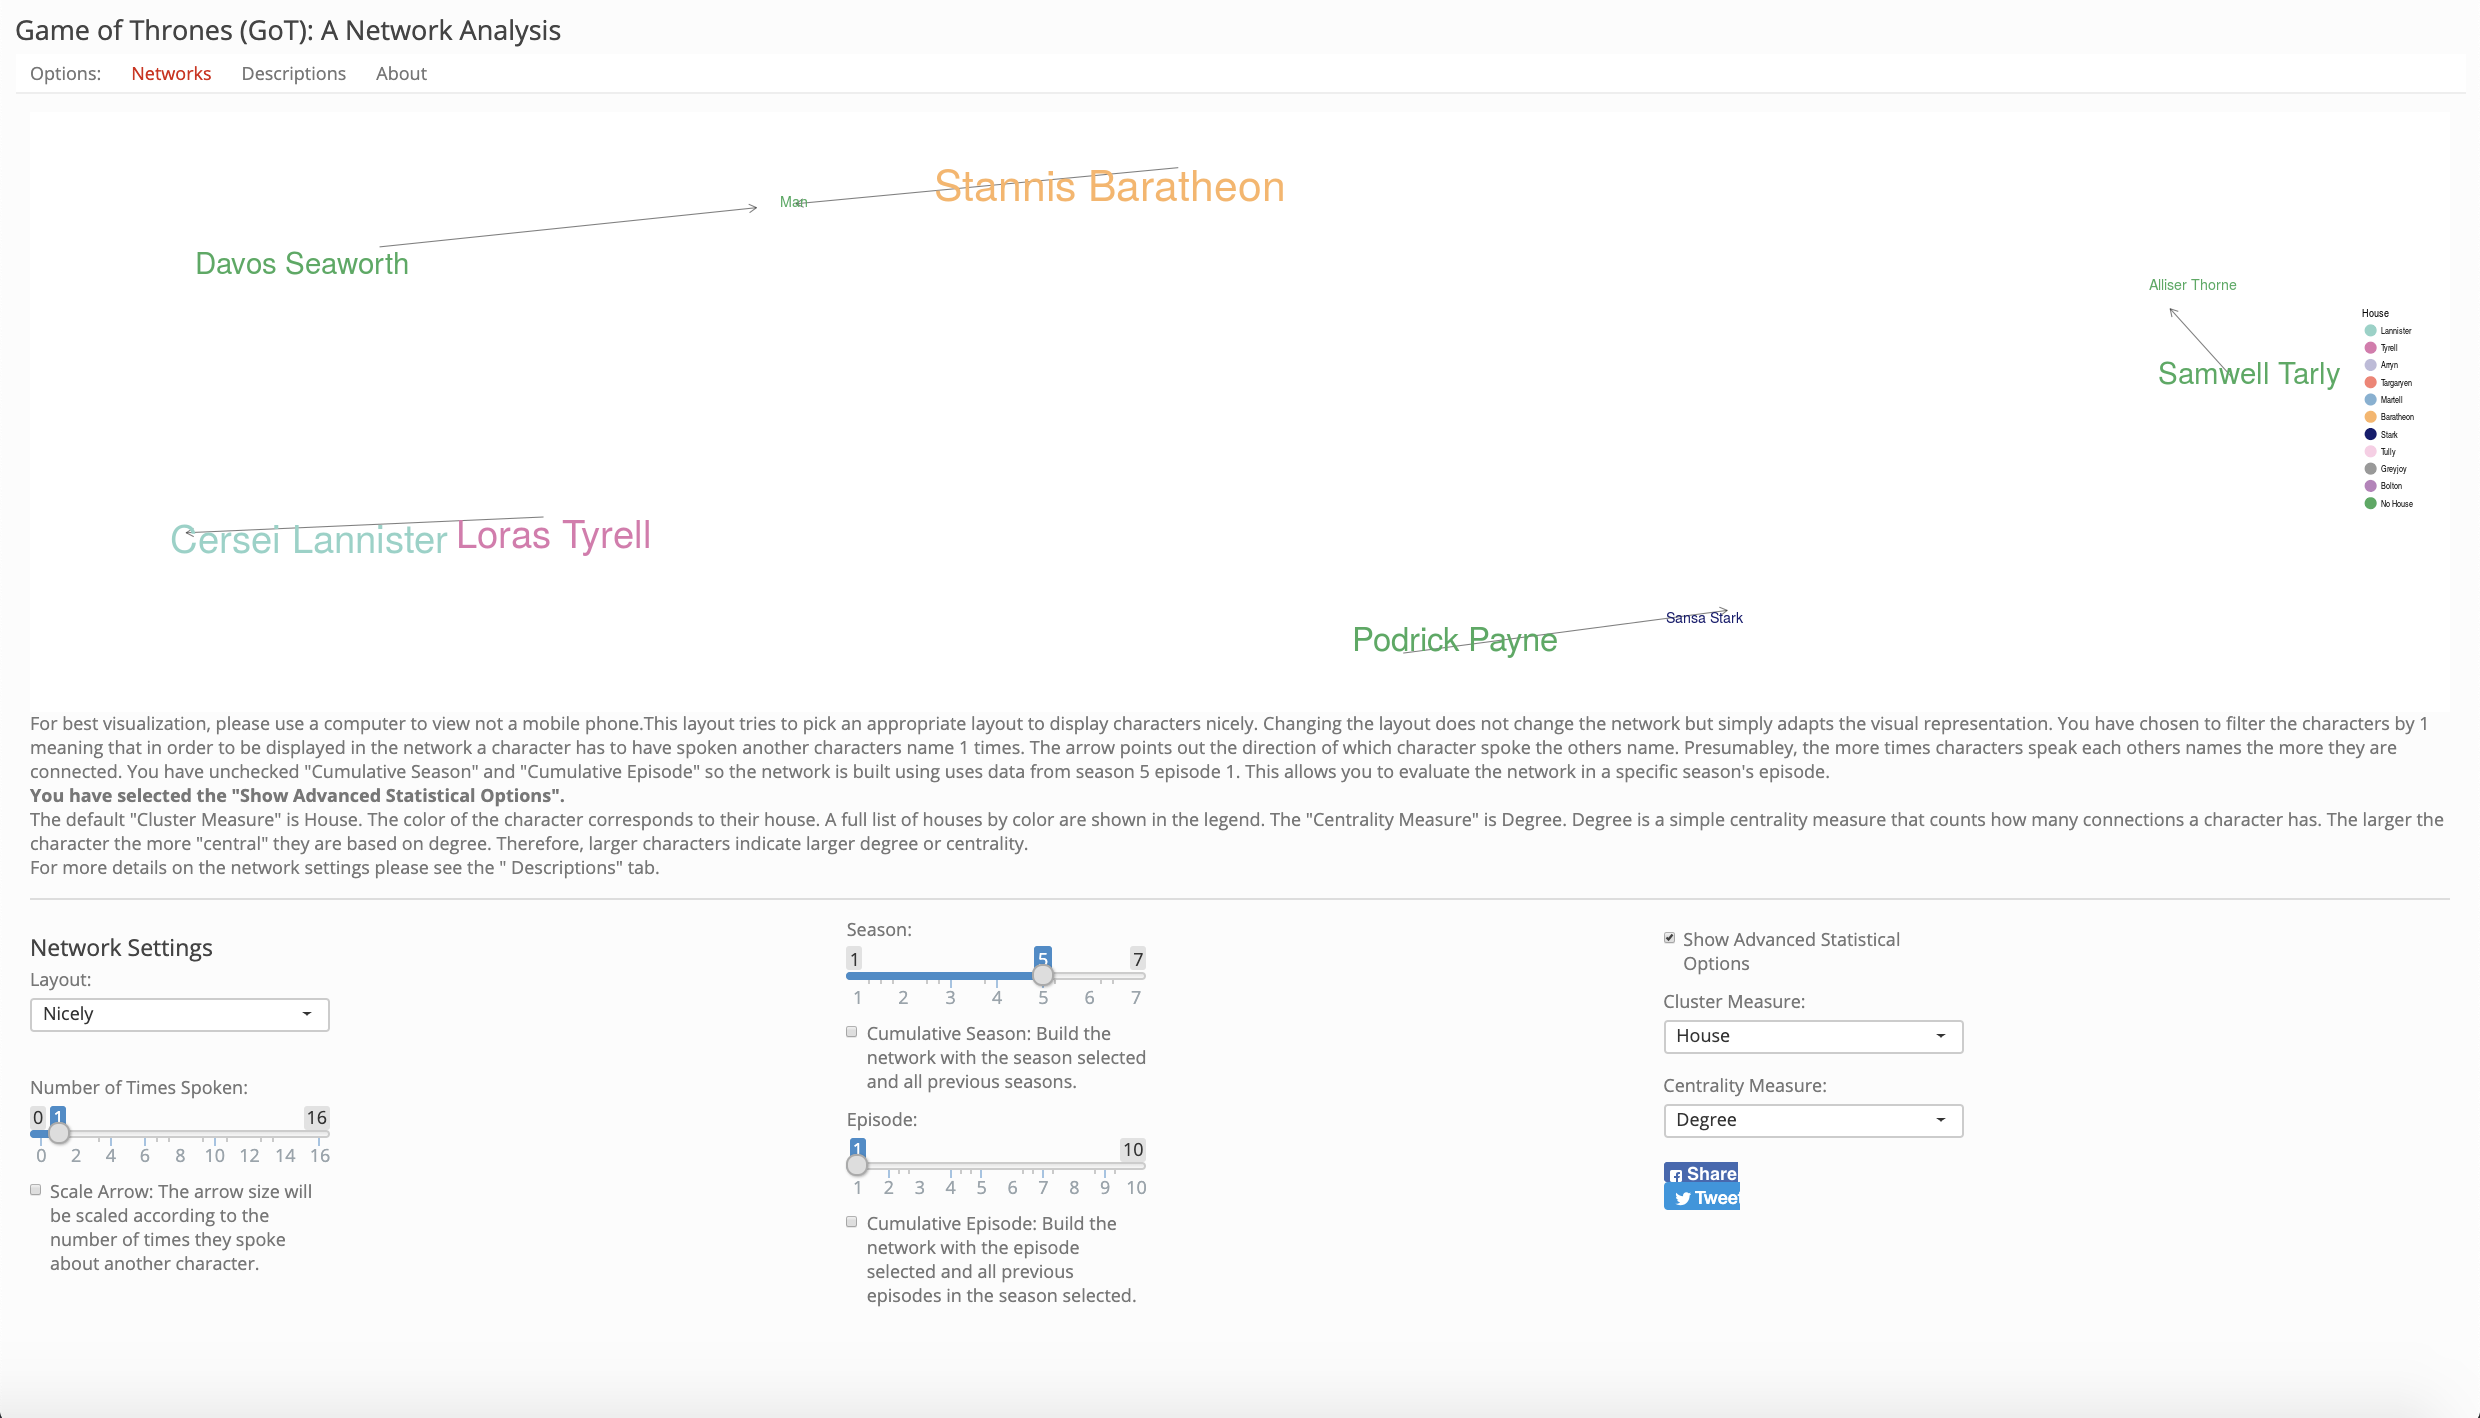 Game of Thrones (GoT): A Network Analysis
Options: Networks Descriptions About
Stannis Baratheon
Man
Davos Seaworth
Alliser Thorne
Samwell Tarly
House
Lannister
Tyrell
Arryn
Targaryen
Martell
Baratheon
Stark
Tully
Greyjoy
Bolton
No House
Cersei Lannister
Loras Tyrell
Sansa Stark
Podrick Payne
For best visualization, please use a computer to view not a mobile phone.This layout tries to pick an appropriate layout to display characters nicely. Changing the layout does not change the network but simply adapts the visual representation. You have chosen to filter the characters by 1
meaning that in order to be displayed in the network a character has to have spoken another characters name 1 times. The arrow points out the direction of which character spoke the others name. Presumabley, the more times characters speak each others names the more they are
connected. You have unchecked "Cumulative Season" and "Cumulative Episode" so the network is built using uses data from season 5 episode 1. This allows you to evaluate the network in a specific season's episode.
You have selected the "Show Advanced Statistical Options".
The default "Cluster Measure" is House. The color of the character corresponds to their house. A full list of houses by color are shown in the legend. The "Centrality Measure" is Degree. Degree is a simple centrality measure that counts how many connections a character has. The larger the
character the more "central" they are based on degree. Therefore, larger characters indicate larger degree or centrality.
For more details on the network settings please see the " Descriptions" tab.
Network Settings
Layout:
Nicely
Number of Times Spoken:
0 1 16
0 2 4 6 8 10 12 14 16
Scale Arrow: The arrow size will
be scaled according to the
number of times they spoke
about another character.
Season:
1 5 7
1 2 3 4 5 6 7
Cumulative Season: Build the
network with the season selected
and all previous seasons.
Episode:
1 10
1 2 3 4 5 6 7 8 9 10
Cumulative Episode: Build the
network with the episode
selected and all previous
episodes in the season selected.
Show Advanced Statistical
Options
Cluster Measure:
House
Centrality Measure:
Degree
Share
Tweet